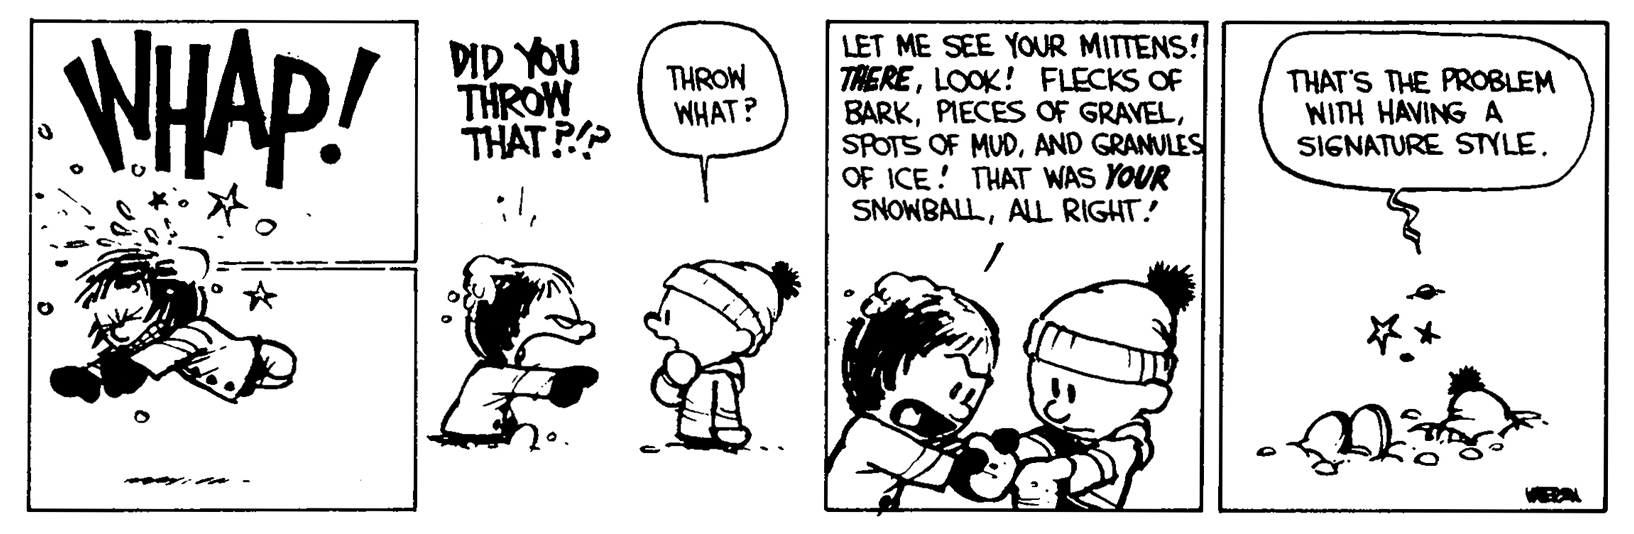 WHAP!
DID YOU
THROW
THAT?!?
THROW
WHAT?
LET ME SEE YOUR MITTENS!
THERE, LOOK! FLECKS OF
BARK, PIECES OF GRAVEL,
SPOTS OF MUD, AND GRANULES
OF ICE! THAT WAS YOUR
SNOWBALL, ALL RIGHT!
THAT'S THE PROBLEM
WITH HAVING A
SIGNATURE STYLE.
WATTERSON